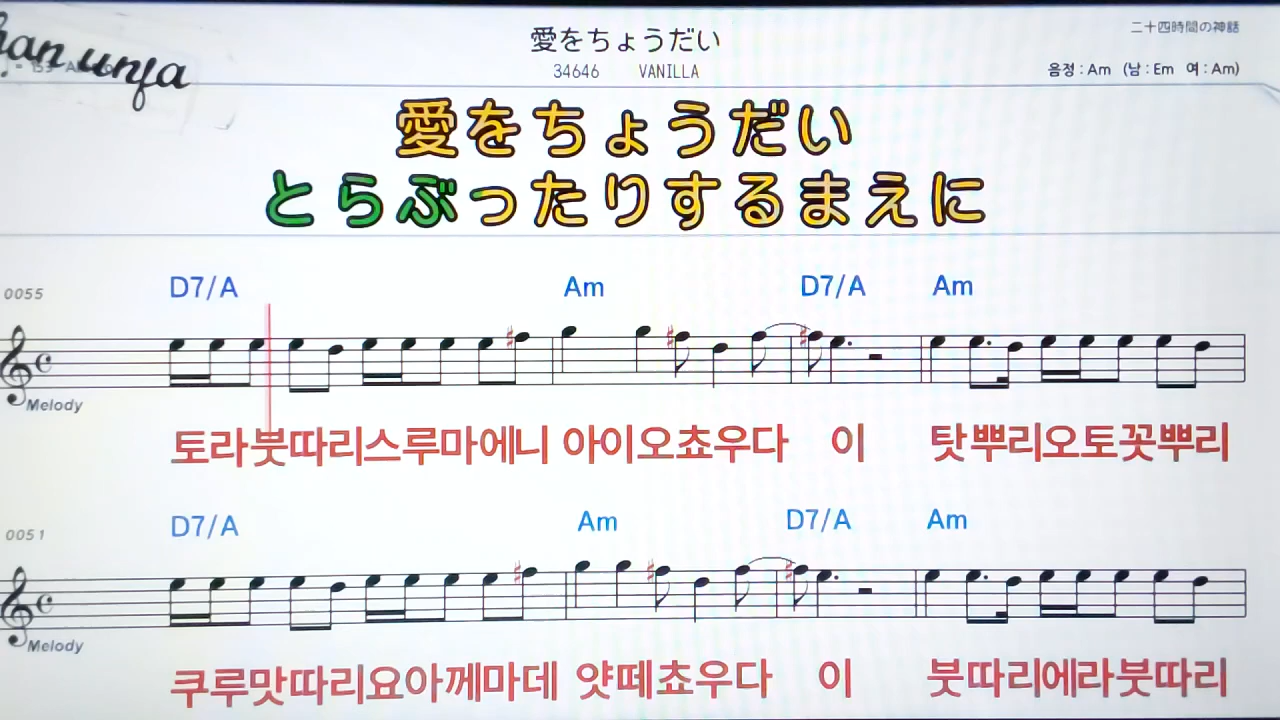 han unja
愛をちょうだい
二十四時間の神話
34646 VANILLA
음정 : Am (남 : Em 여 : Am)
愛をちょうだい
とらぶったりするまえに
D7/A Am D7/A Am
0055
Melody
토라붓따리스루마에니 아이오쵸우다 이 탓뿌리오토꼿뿌리
D7/A Am D7/A Am
0051
Melody
쿠루맛따리요아께마데 얏떼쵸우다 이 붓따리에라붓따리